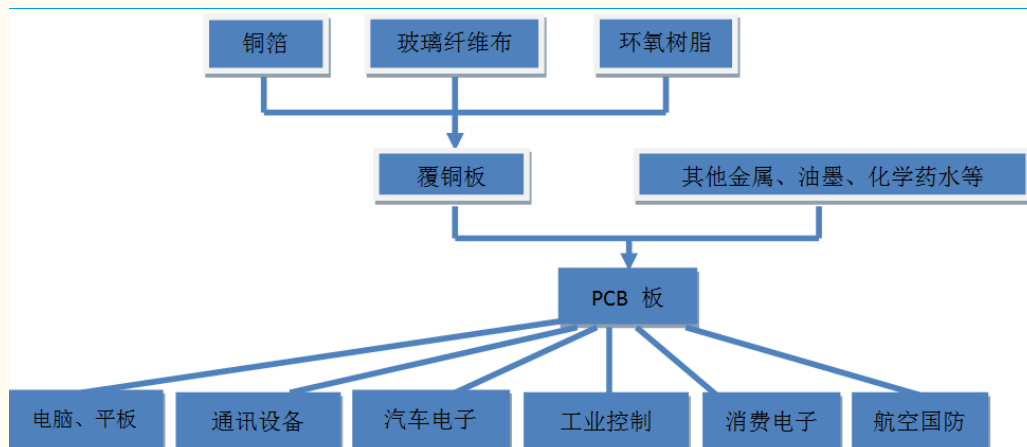 铜箔
玻璃纤维布
环氧树脂
覆铜板
其他金属、油墨、化学药水等
PCB 板
电脑、平板
通讯设备
汽车电子
工业控制
消费电子
航空国防